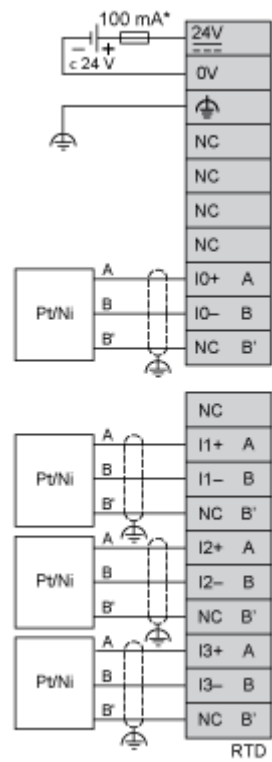 100 mA*
24V
− +
c 24 V
0V
NC
NC
NC
NC
A I0+ A
Pt/Ni B I0− B
B' NC B'
NC
A I1+ A
Pt/Ni B I1− B
B' NC B'
A I2+ A
Pt/Ni B I2− B
B' NC B'
A I3+ A
Pt/Ni B I3− B
B' NC B'
RTD